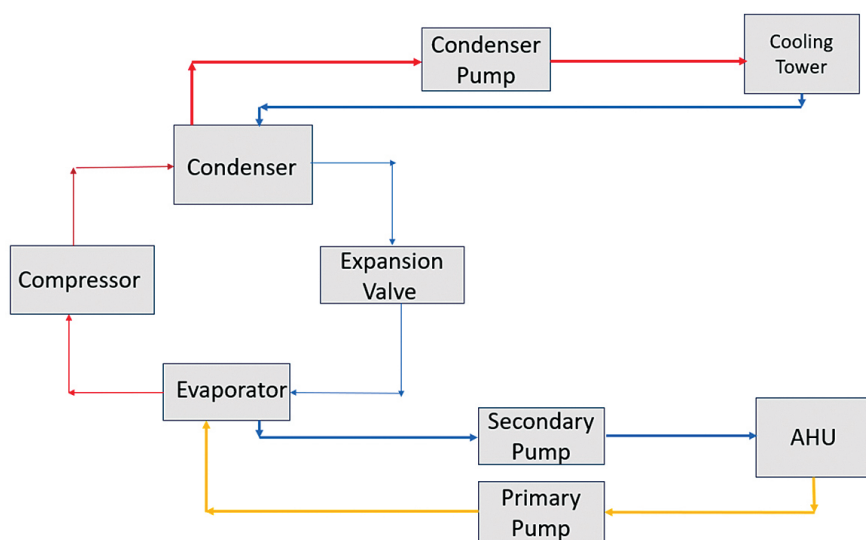 Condenser
Pump
Cooling
Tower
Condenser
Compressor
Expansion
Valve
Evaporator
Secondary
Pump
AHU
Primary
Pump